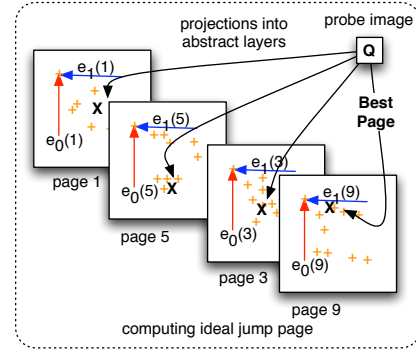 projections into
abstract layers
probe image
Q
Best
Page
e1(1)
X
e0(1)
page 1
e1(5)
X
e0(5)
page 5
e1(3)
X
e0(3)
page 3
e1(9)
X
e0(9)
page 9
computing ideal jump page